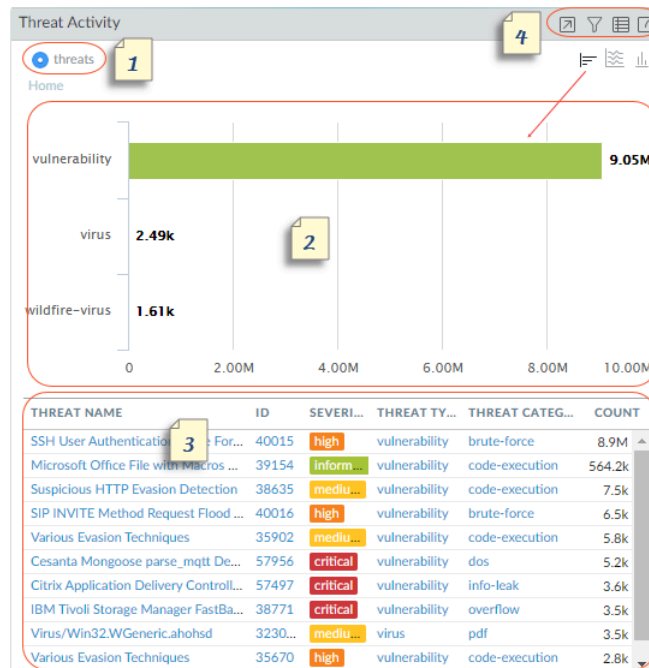 Threat Activity
4
threats
1
Home
vulnerability
9.05M
virus
2.49k
2
wildfire-virus
1.61k
0 2.00M 4.00M 6.00M 8.00M 10.00M
THREAT NAME ID SEVERI... THREAT TY... THREAT CATEG... COUNT
SSH User Authentication For... 40015 high vulnerability brute-force 8.9M
3
Microsoft Office File with Macros ... 39154 inform... vulnerability code-execution 564.2k
Suspicious HTTP Evasion Detection 38635 mediu... vulnerability code-execution 7.5k
SIP INVITE Method Request Flood ... 40016 high vulnerability brute-force 6.5k
Various Evasion Techniques 35902 mediu... vulnerability code-execution 5.8k
Cesanta Mongoose parse_mqtt De... 57956 critical vulnerability dos 5.2k
Citrix Application Delivery Controll... 57497 critical vulnerability info-leak 3.6k
IBM Tivoli Storage Manager FastBa... 38771 critical vulnerability overflow 3.5k
Virus/Win32.WGeneric.ahohsd 3230... mediu... virus pdf 3.5k
Various Evasion Techniques 35670 high vulnerability code-execution 2.8k